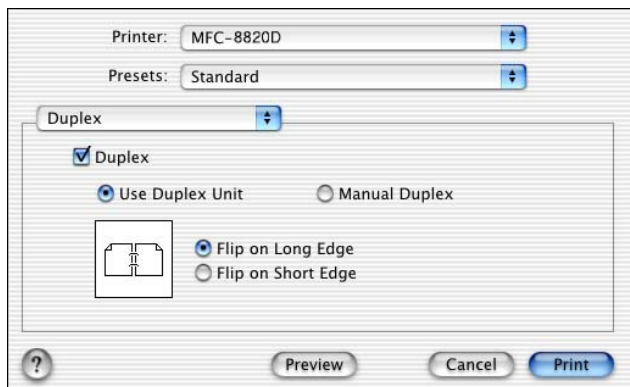 Printer: MFC-8820D
Presets: Standard
Duplex
Duplex
Use Duplex Unit Manual Duplex
Flip on Long Edge
Flip on Short Edge
? Preview Cancel Print